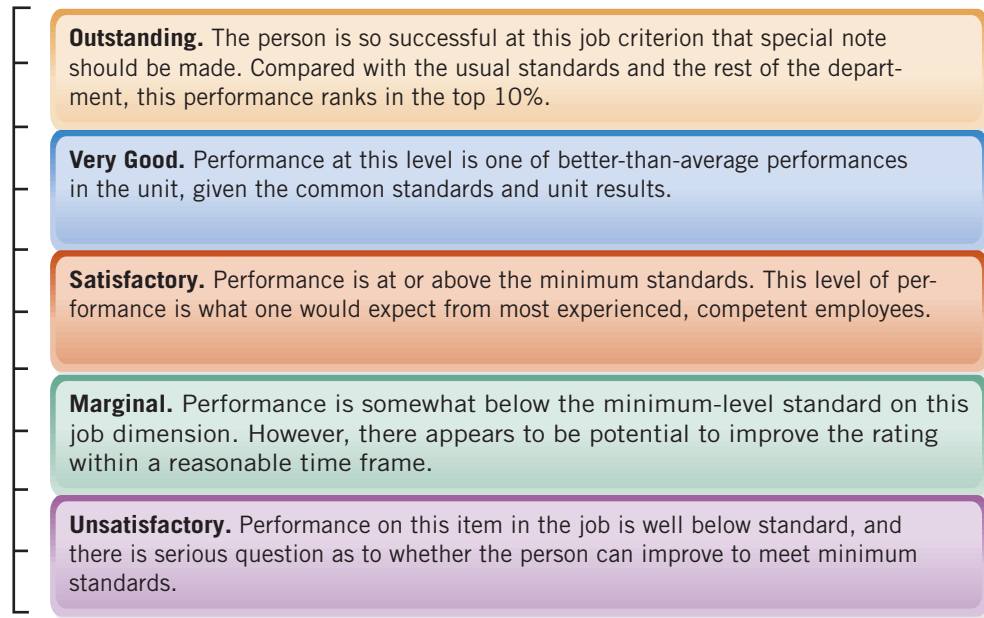 Outstanding. The person is so successful at this job criterion that special note
should be made. Compared with the usual standards and the rest of the depart-
ment, this performance ranks in the top 10%.
Very Good. Performance at this level is one of better-than-average performances
in the unit, given the common standards and unit results.
Satisfactory. Performance is at or above the minimum standards. This level of per-
formance is what one would expect from most experienced, competent employees.
Marginal. Performance is somewhat below the minimum-level standard on this
job dimension. However, there appears to be potential to improve the rating
within a reasonable time frame.
Unsatisfactory. Performance on this item in the job is well below standard, and
there is serious question as to whether the person can improve to meet minimum
standards.